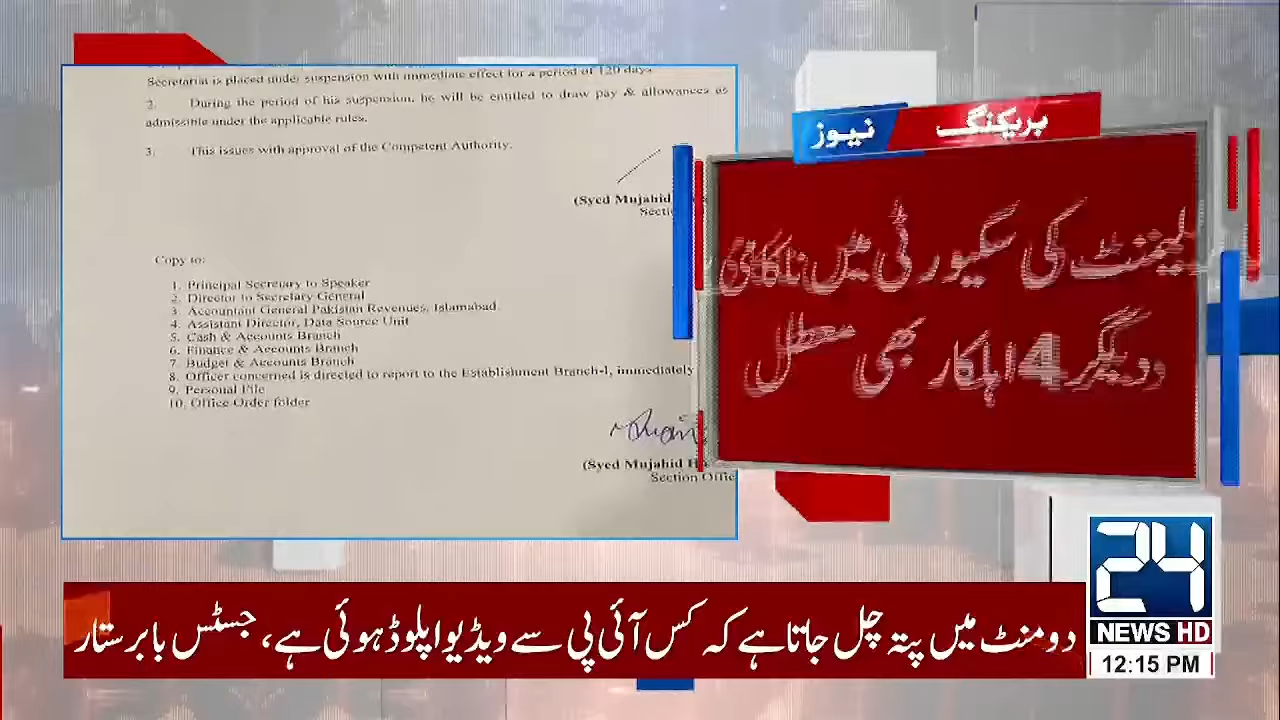 Secretariat is placed under suspension with immediate effect for a period of 120 days.
2. During the period of his suspension, he will be entitled to draw pay & allowances as
admissible under the applicable rules.
3. This issues with approval of the Competent Authority.
(Syed Mujahid
Section
Copy to:
1. Principal Secretary to Speaker
2. Director to Secretary General
3. Accountant General Pakistan Revenues, Islamabad.
4. Assistant Director, Data Source Unit
5. Cash & Accounts Branch
6. Finance & Accounts Branch
7. Budget & Accounts Branch
8. Officer concerned is directed to report to the Establishment Branch-I, immediately
9. Personal File
10. Office Order folder
(Syed Mujahid H
Section Offic
بریکنگ نیوز
لیمنٹ کی سکیورٹی میں ناکامی
دیگر 4 اہلکار بھی معطل
دو منٹ میں پتہ چل جاتا ہے کہ کس آئی پی سے ویڈیو اپلوڈ ہوئی ہے، جسٹس بابر ستار
24
NEWS HD
12:15 PM